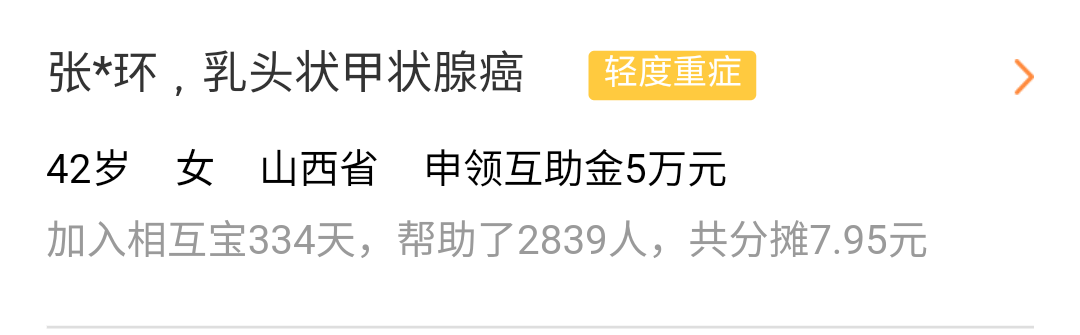 张*环，乳头状甲状腺癌 轻度重症
42岁 女 山西省 申领互助金5万元
加入相互宝334天，帮助了2839人，共分摊7.95元